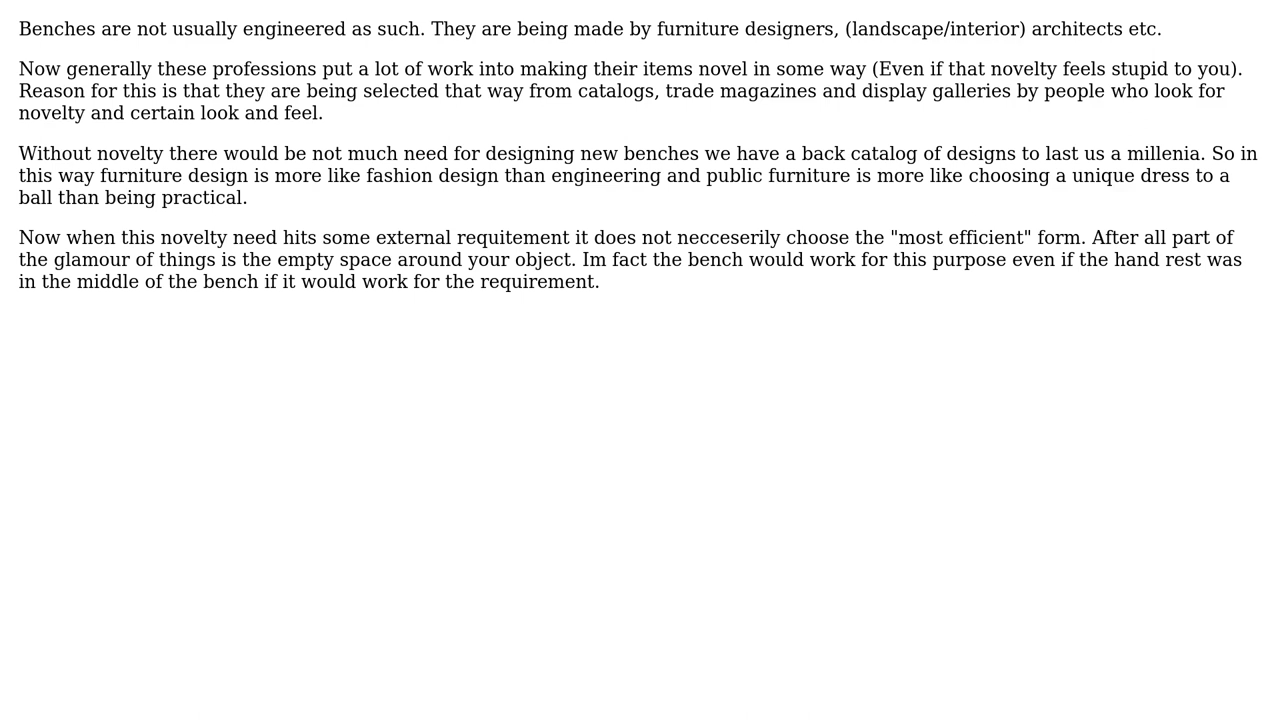 Benches are not usually engineered as such. They are being made by furniture designers, (landscape/interior) architects etc.
Now generally these professions put a lot of work into making their items novel in some way (Even if that novelty feels stupid to you).
Reason for this is that they are being selected that way from catalogs, trade magazines and display galleries by people who look for
novelty and certain look and feel.
Without novelty there would be not much need for designing new benches we have a back catalog of designs to last us a millenia. So in
this way furniture design is more like fashion design than engineering and public furniture is more like choosing a unique dress to a
ball than being practical.
Now when this novelty need hits some external requitement it does not necceserily choose the "most efficient" form. After all part of
the glamour of things is the empty space around your object. Im fact the bench would work for this purpose even if the hand rest was
in the middle of the bench if it would work for the requirement.